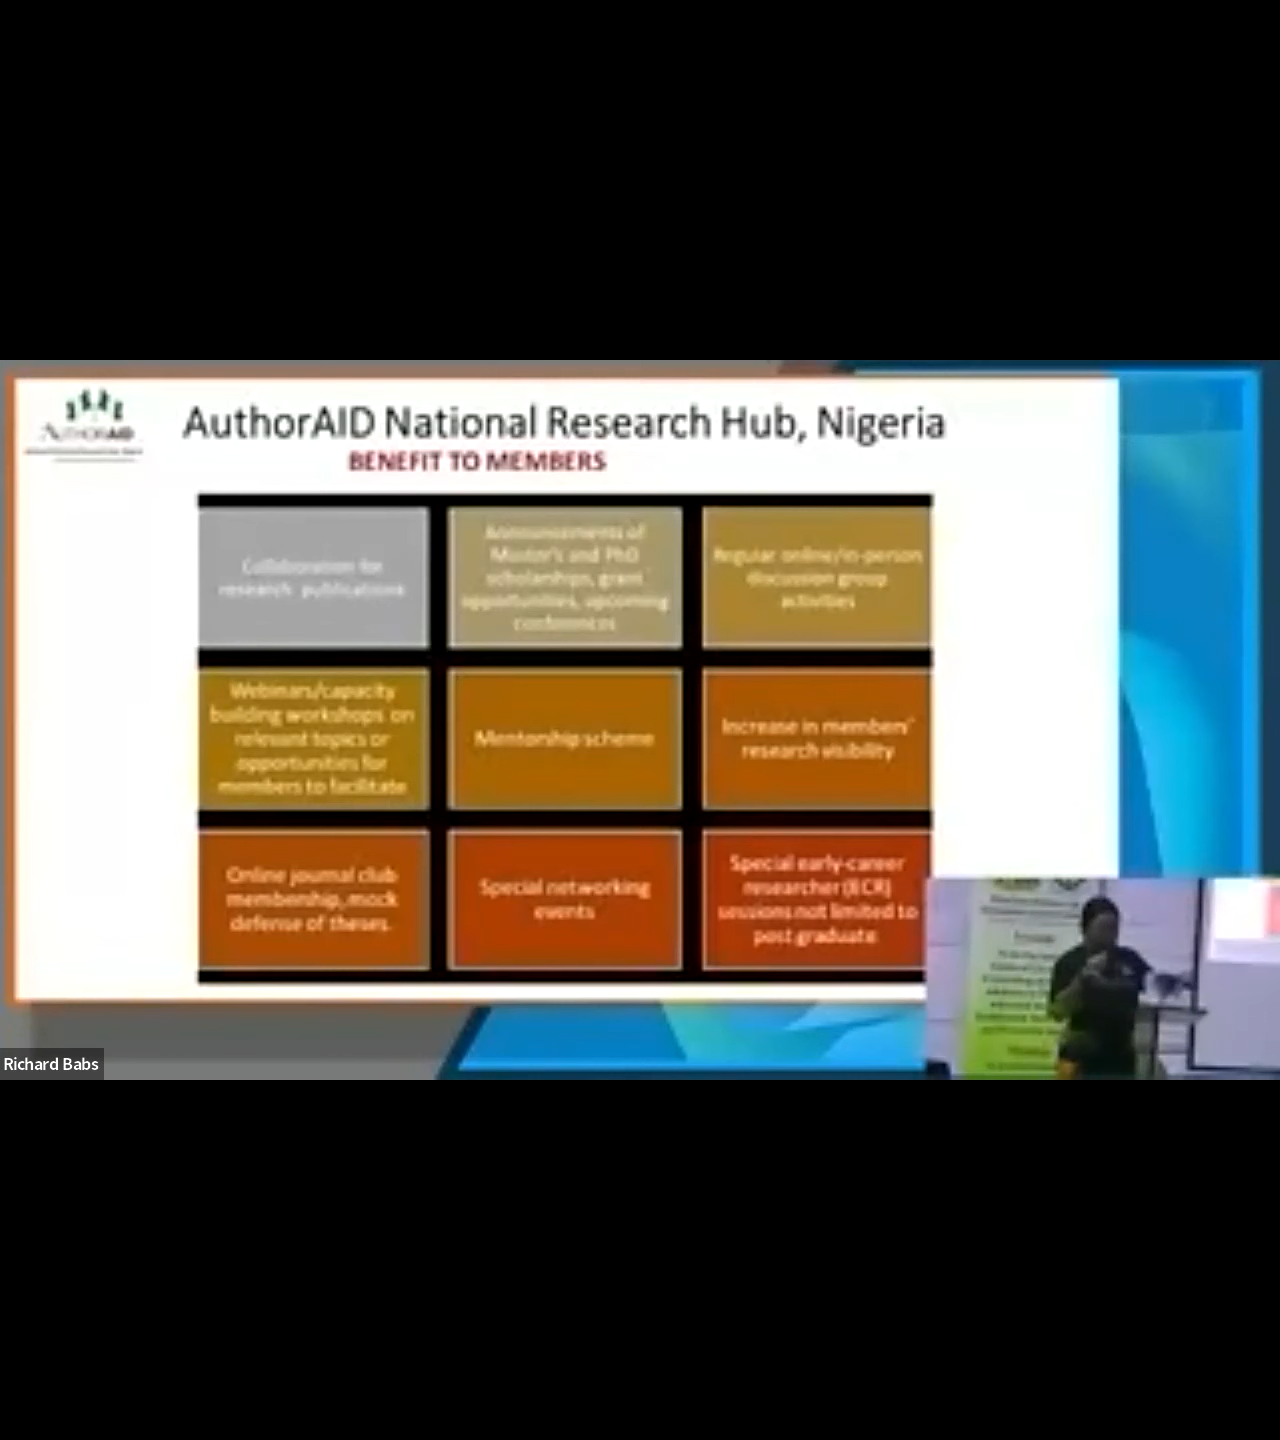 AUTHORAID
AuthorAID National Research Hub, Nigeria
BENEFIT TO MEMBERS
Collaboration for
research publications
Announcements of
Master's and PhD
scholarships, grant
opportunities, upcoming
conferences
Regular online/in-person
discussion group
activities
Webinars/capacity
building workshops on
relevant topics or
opportunities for
members to facilitate
Mentorship scheme
Increase in members'
research visibility
Online journal club
membership, mock
defense of theses.
Special networking
events
Special early-career
researcher (ECR)
sessions not limited to
post graduate
Richard Babs